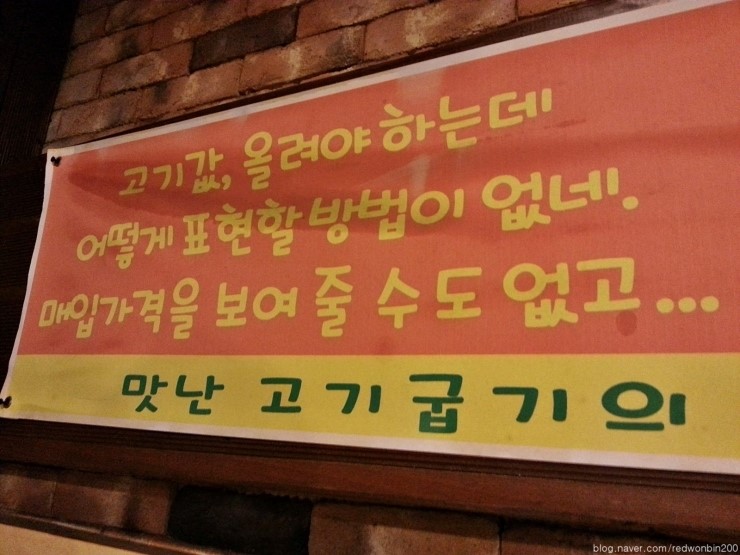 고기값, 올려야 하는데
어떻게 표현할 방법이 없네.
매입가격을 보여 줄 수도 없고...
맛난 고기굽기의
blog.naver.com/redwonbin200